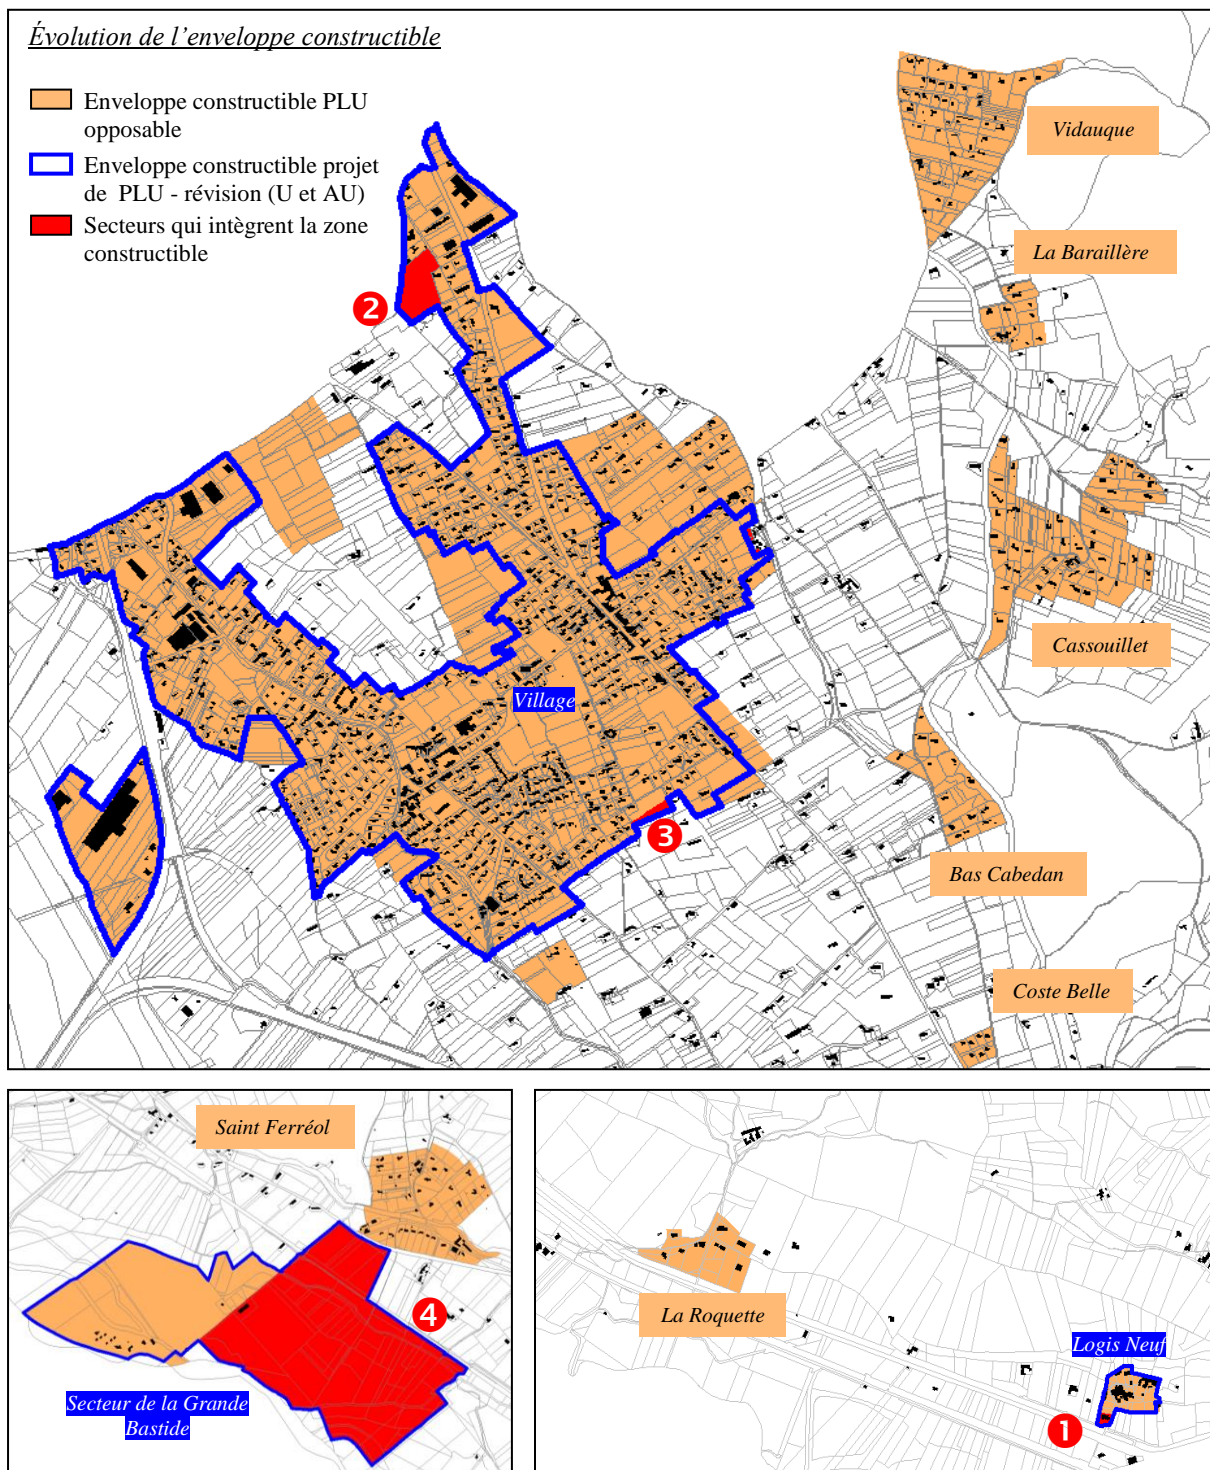 Évolution de l’enveloppe constructible
Enveloppe constructible PLU
opposable
Enveloppe constructible projet
de PLU - révision (U et AU)
Secteurs qui intègrent la zone
constructible
Vidauque
La Baraillère
2
Cassouillet
Village
3
Bas Cabedan
Coste Belle
Saint Ferréol
4
Secteur de la Grande
Bastide
La Roquette
Logis Neuf
1